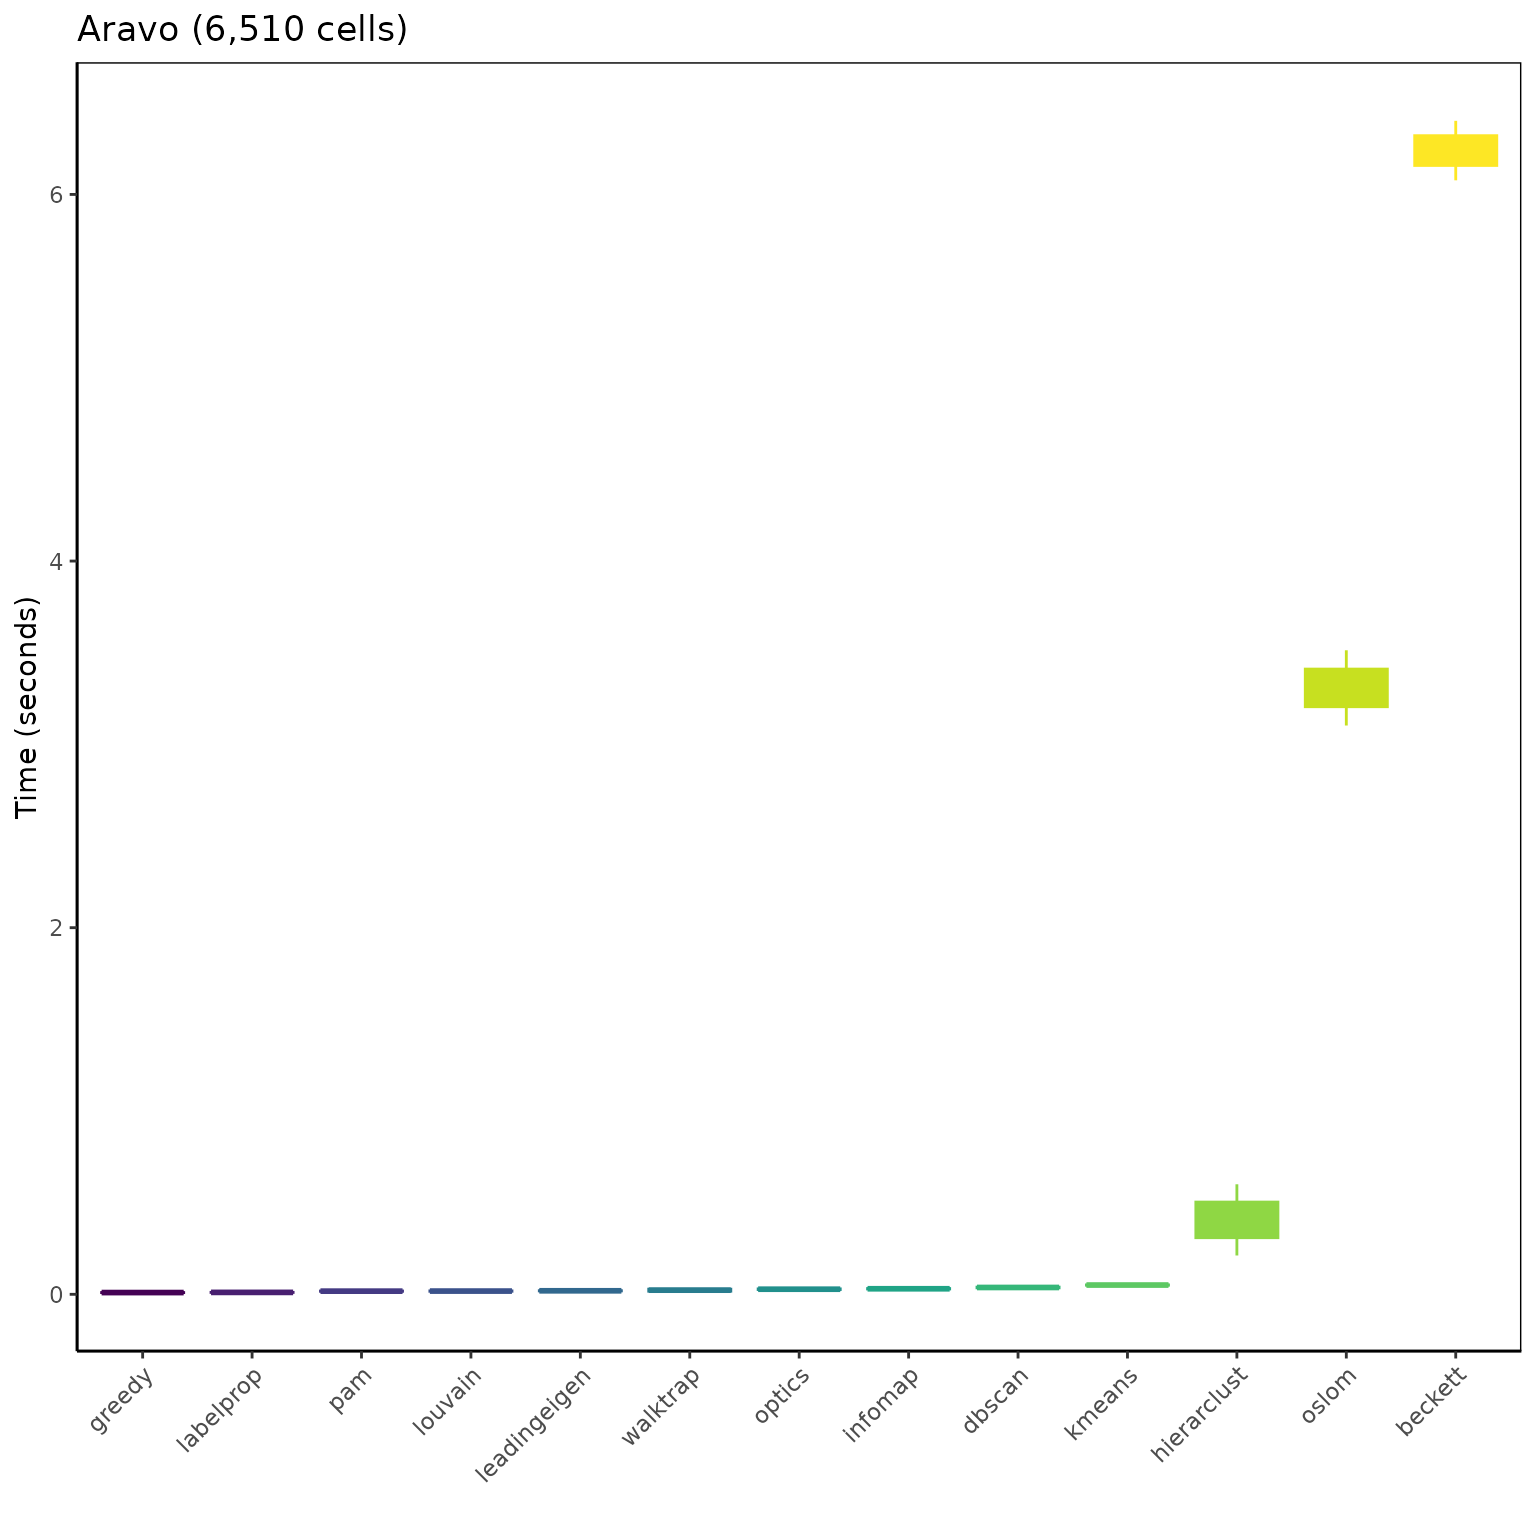 Aravo (6,510 cells)
Time (seconds)
6
4
2
0
greedy
labelprop
pam
louvain
leadingeigen
walktrap
optics
infomap
dbscan
kmeans
hierarclust
oslom
beckett